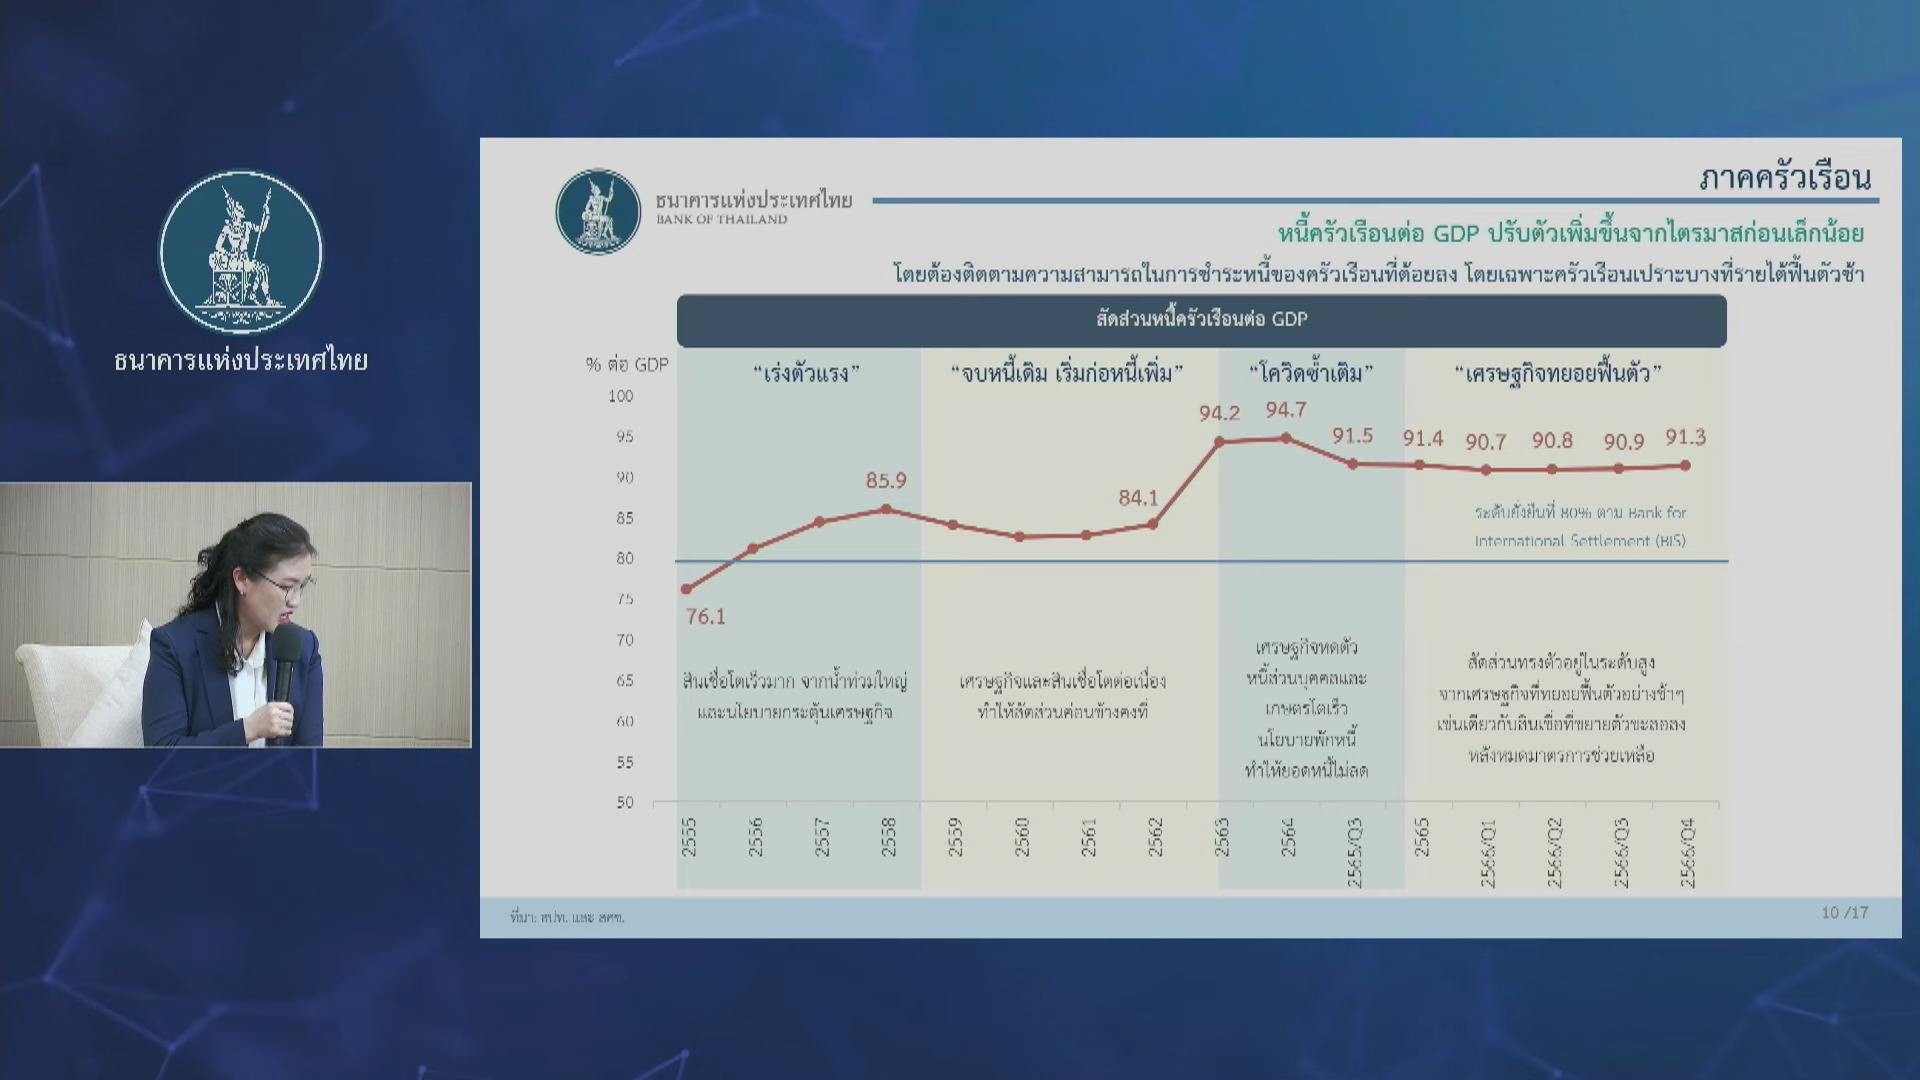 ธนาคารแห่งประเทศไทย
ธนาคารแห่งประเทศไทย
BANK OF THAILAND
ภาคครัวเรือน
หนี้ครัวเรือนต่อ GDP ปรับตัวเพิ่มขึ้นจากไตรมาสก่อนเล็กน้อย
โดยต้องติดตามความสามารถในการชำระหนี้ของครัวเรือนที่ด้อยลง โดยเฉพาะครัวเรือนเปราะบางที่รายได้ฟื้นตัวช้า
สัดส่วนหนี้ครัวเรือนต่อ GDP
% ต่อ GDP
“เร่งตัวแรง”
“จบหนี้เดิม เริ่มก่อหนี้เพิ่ม”
“โควิดซ้ำเติม”
“เศรษฐกิจทยอยฟื้นตัว”
100
95
90
85
80
75
70
65
60
55
50
76.1
85.9
84.1
94.2
94.7
91.5
91.4
90.7
90.8
90.9
91.3
ระดับยั่งยืนที่ 80% ตาม Bank for
International Settlement (BIS)
สินเชื่อโตเร็วมาก จากน้ำท่วมใหญ่
และนโยบายกระตุ้นเศรษฐกิจ
เศรษฐกิจและสินเชื่อโตต่อเนื่อง
ทำให้สัดส่วนค่อนข้างคงที่
เศรษฐกิจหดตัว
หนี้ส่วนบุคคลและ
เกษตรโตเร็ว
นโยบายพักหนี้
ทำให้ยอดหนี้ไม่ลด
สัดส่วนทรงตัวอยู่ในระดับสูง
จากเศรษฐกิจที่ทยอยฟื้นตัวอย่างช้าๆ
เช่นเดียวกับสินเชื่อที่ขยายตัวชะลอลง
หลังหมดมาตรการช่วยเหลือ
2555
2556
2557
2558
2559
2560
2561
2562
2563
2564
2565/Q3
2565
2566/Q1
2566/Q2
2566/Q3
2566/Q4
ที่มา: ธปท. และ สศช.
10 /17